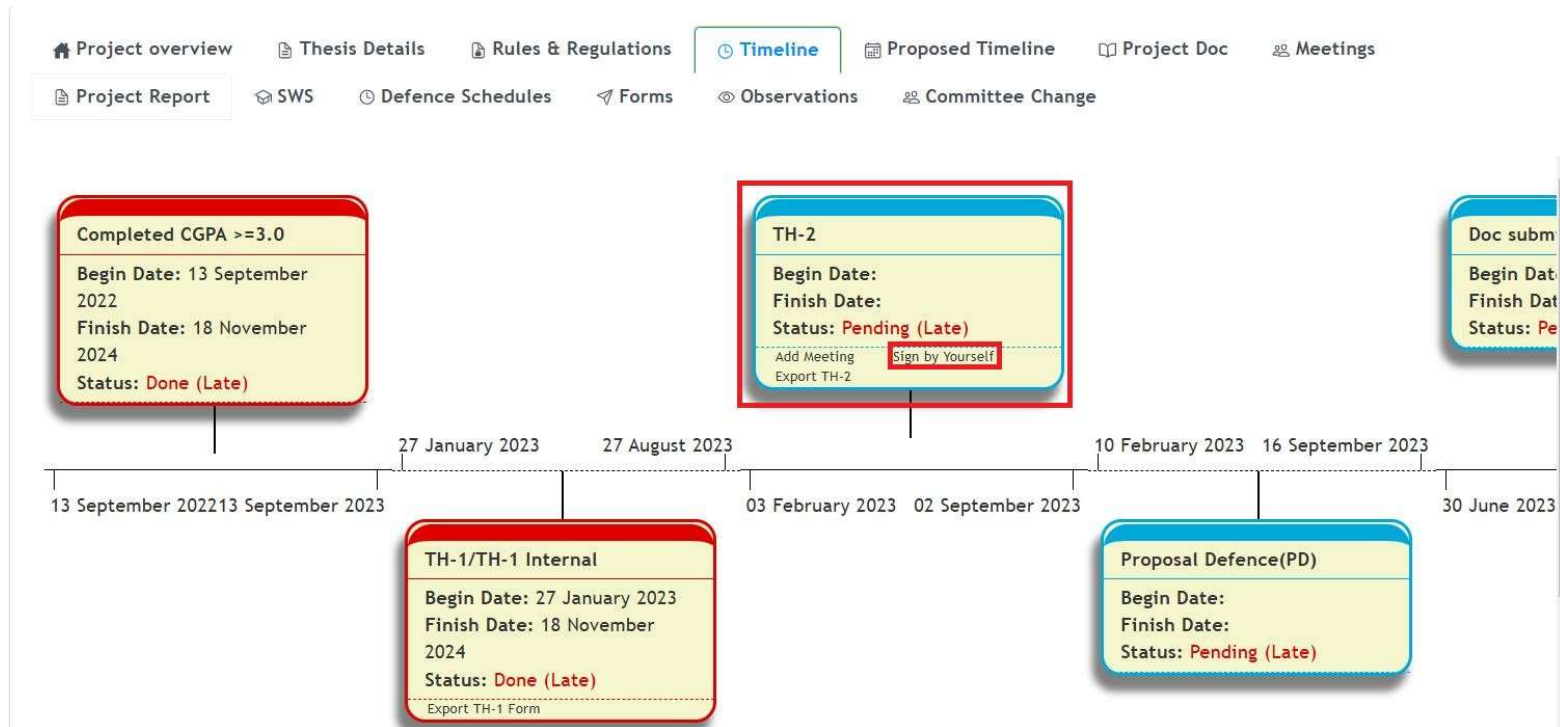 Project overview
Thesis Details
Rules & Regulations
Timeline
Proposed Timeline
Project Doc
Meetings
Project Report
SWS
Defence Schedules
Forms
Observations
Committee Change
Completed CGPA >=3.0
Begin Date: 13 September
2022
Finish Date: 18 November
2024
Status: Done (Late)
TH-2
Begin Date:
Finish Date:
Status: Pending (Late)
Add Meeting
Sign by Yourself
Export TH-2
Doc subm
Begin Dat
Finish Dat
Status: Pe
27 January 2023
27 August 2023
10 February 2023
16 September 2023
13 September 2022
13 September 2023
03 February 2023
02 September 2023
30 June 2023
TH-1/TH-1 Internal
Begin Date: 27 January 2023
Finish Date: 18 November
2024
Status: Done (Late)
Export TH-1 Form
Proposal Defence(PD)
Begin Date:
Finish Date:
Status: Pending (Late)